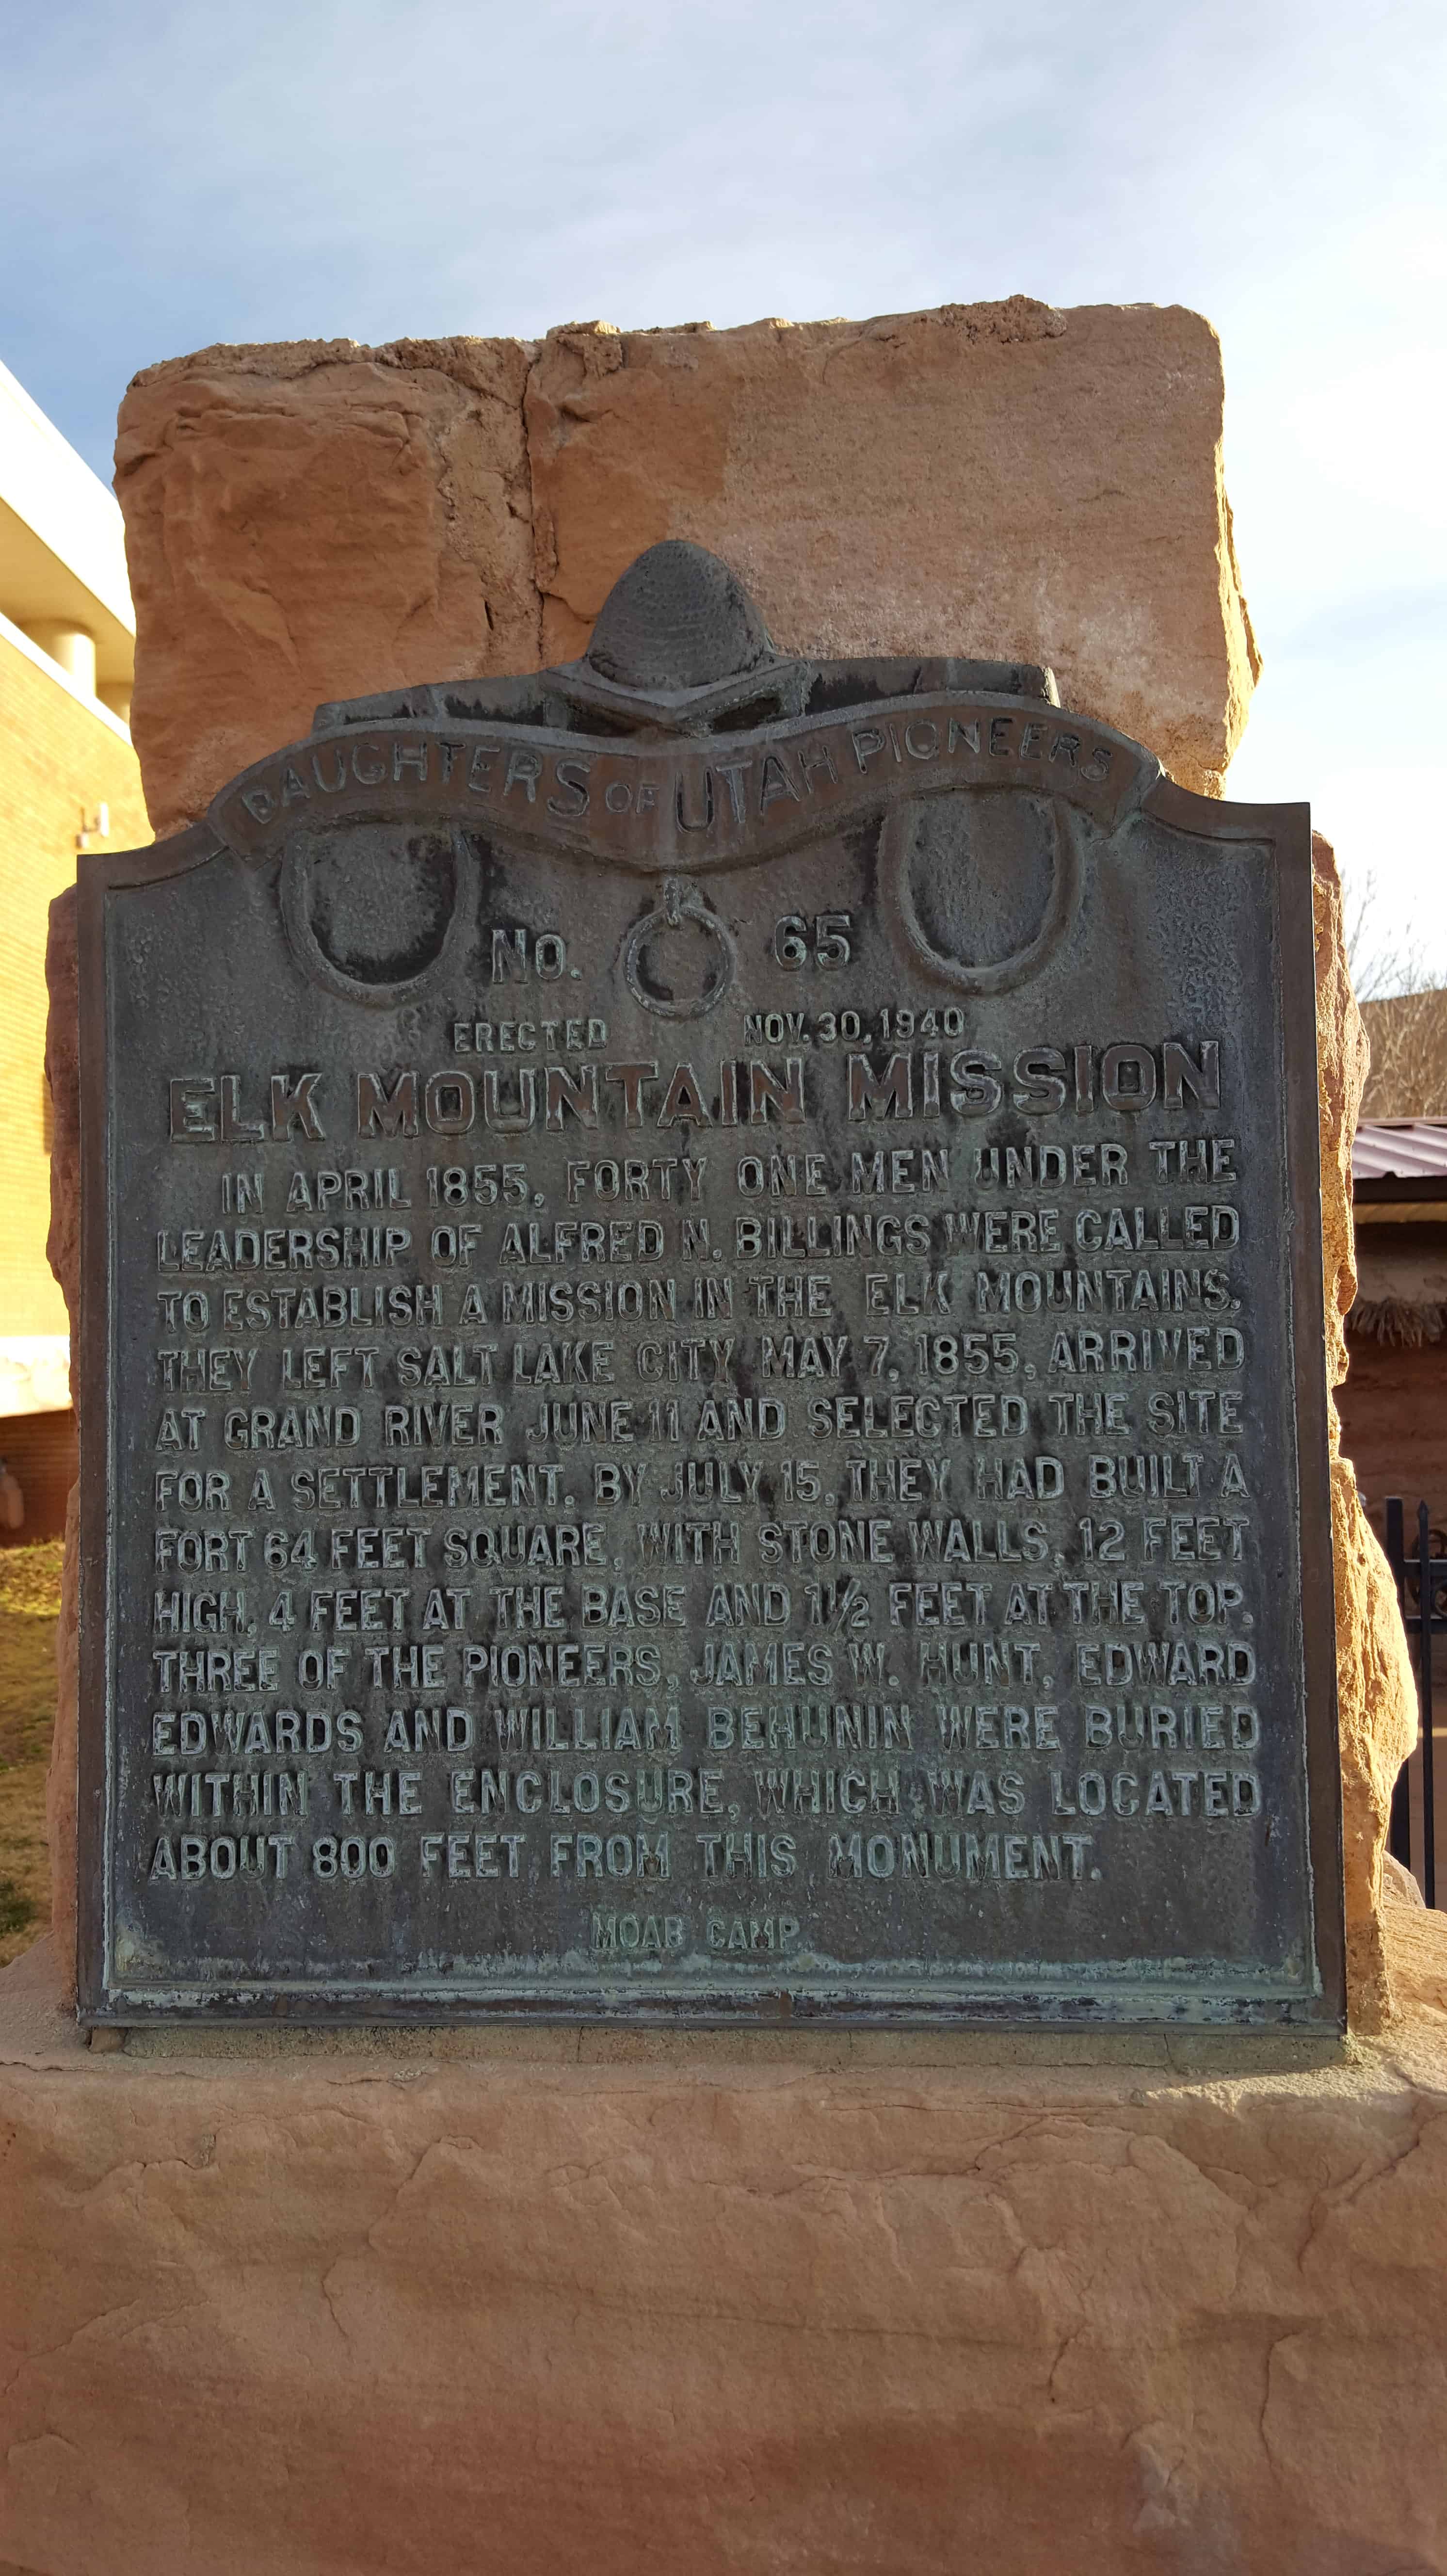 DAUGHTERS OF UTAH PIONEERS
NO. 65
ERECTED NOV. 30, 1940
ELK MOUNTAIN MISSION
IN APRIL 1855, FORTY ONE MEN UNDER THE
LEADERSHIP OF ALFRED N. BILLINGS WERE CALLED
TO ESTABLISH A MISSION IN THE ELK MOUNTAINS.
THEY LEFT SALT LAKE CITY MAY 7, 1855, ARRIVED
AT GRAND RIVER JUNE 11 AND SELECTED THE SITE
FOR A SETTLEMENT. BY JULY 15, THEY HAD BUILT A
FORT 64 FEET SQUARE, WITH STONE WALLS, 12 FEET
HIGH, 4 FEET AT THE BASE AND 1½ FEET AT THE TOP.
THREE OF THE PIONEERS, JAMES W. HUNT, EDWARD
EDWARDS AND WILLIAM BEHUNIN WERE BURIED
WITHIN THE ENCLOSURE, WHICH WAS LOCATED
ABOUT 800 FEET FROM THIS MONUMENT.
MOAB CAMP